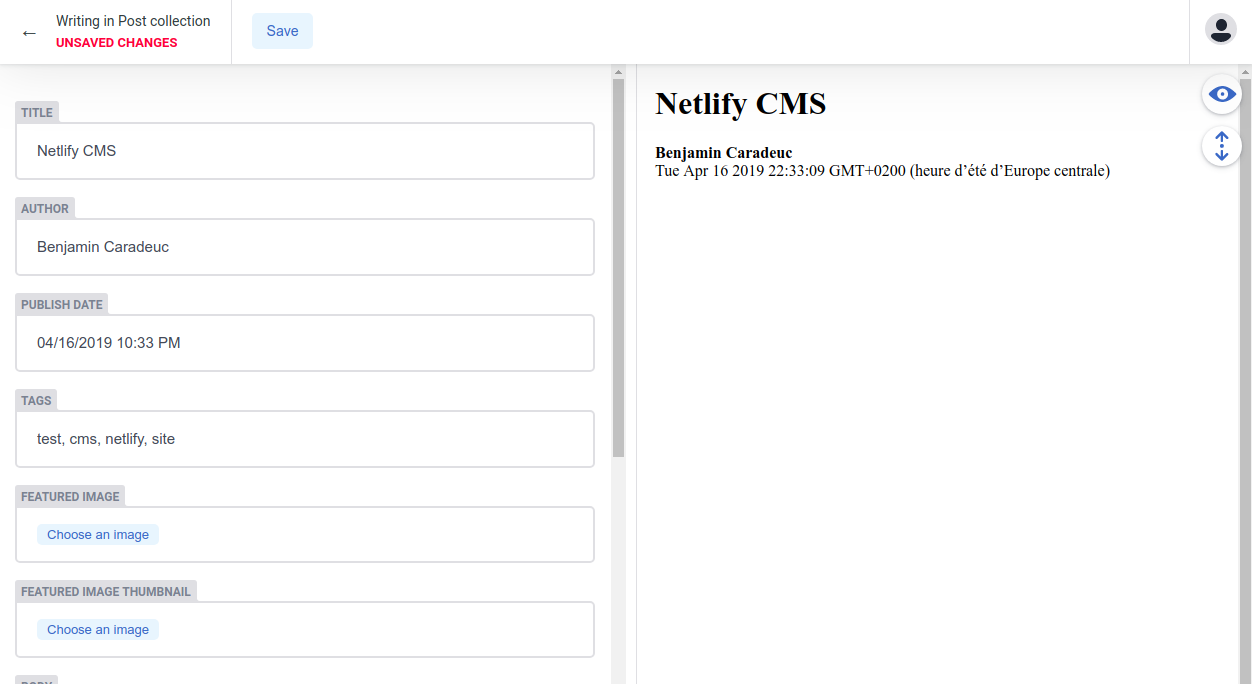 Writing in Post collection
UNSAVED CHANGES
Save
TITLE
Netlify CMS
AUTHOR
Benjamin Caradeuc
PUBLISH DATE
04/16/2019 10:33 PM
TAGS
test, cms, netlify, site
FEATURED IMAGE
Choose an image
FEATURED IMAGE THUMBNAIL
Choose an image
BODY
Netlify CMS
Benjamin Caradeuc
Tue Apr 16 2019 22:33:09 GMT+0200 (heure d’été d’Europe centrale)